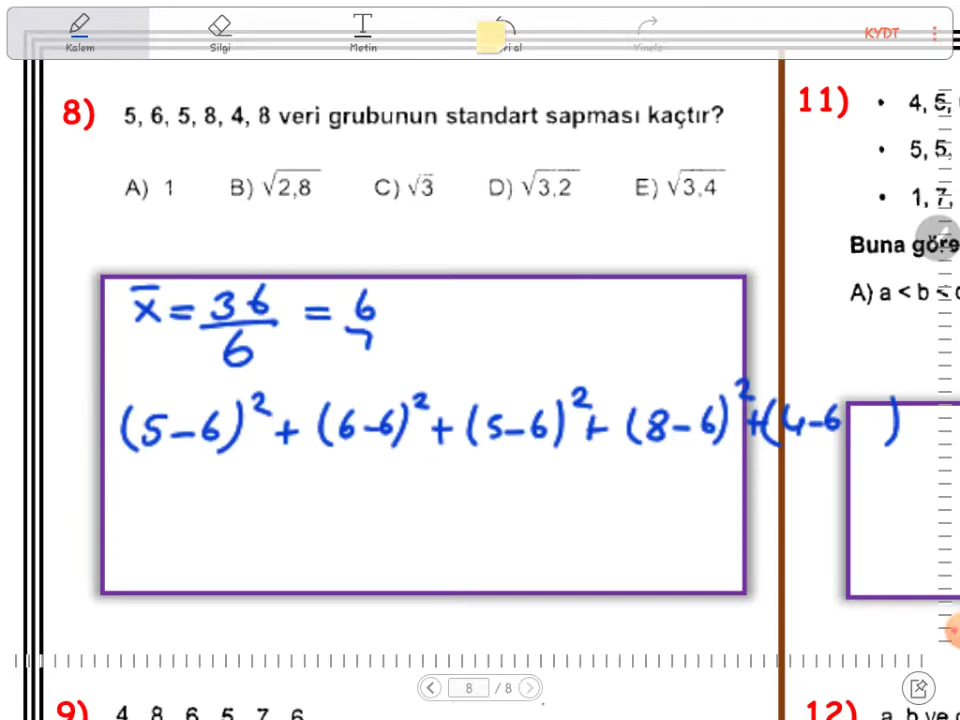 Kalem Silgi Metin KYDT
8) 5, 6, 5, 8, 4, 8 veri grubunun standart sapması kaçtır?
A) 1 B) √2,8 C) √3 D) √3,2 E) √3,4
x̄ = 36/6 = 6
(5-6)² + (6-6)² + (5-6)² + (8-6)² + (4-6 )
11) • 4, 5,
• 5, 5,
• 1, 7,
Buna göre
A) a < b <
8 / 8
9) 4 8 6 5 7 6
12) a, b ve